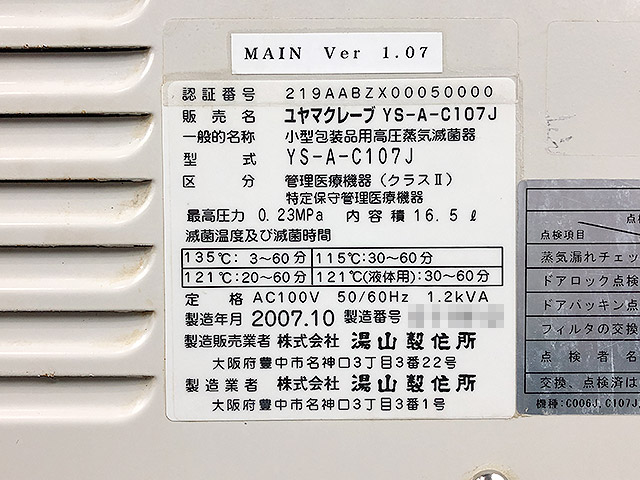 MAIN Ver 1.07
認証番号 219AABZX00050000
販売名 ユヤマクレーブ YS-A-C107J
一般的名称 小型包装品用高圧蒸気滅菌器
型式 YS-A-C107J
区分 管理医療機器(クラスⅡ)
特定保守管理医療機器
最高圧力 0.23MPa 内容積 16.5ℓ
滅菌温度及び滅菌時間
135℃: 3~60分 115℃:30~60分
121℃:20~60分 121℃(液体用):30~60分
定格 AC100V 50/60Hz 1.2kVA
製造年月 2007.10 製造番号
製造販売業者 株式会社 湯山製作所
大阪府豊中市名神口3丁目3番22号
製造業者 株式会社 湯山製作所
大阪府豊中市名神口3丁目3番1号
点検項目
蒸気漏れチェッ
ドアロック点検
ドアパッキン点
フィルタの交換
点検者名
交換、点検済は
機種:C006J,C107J,